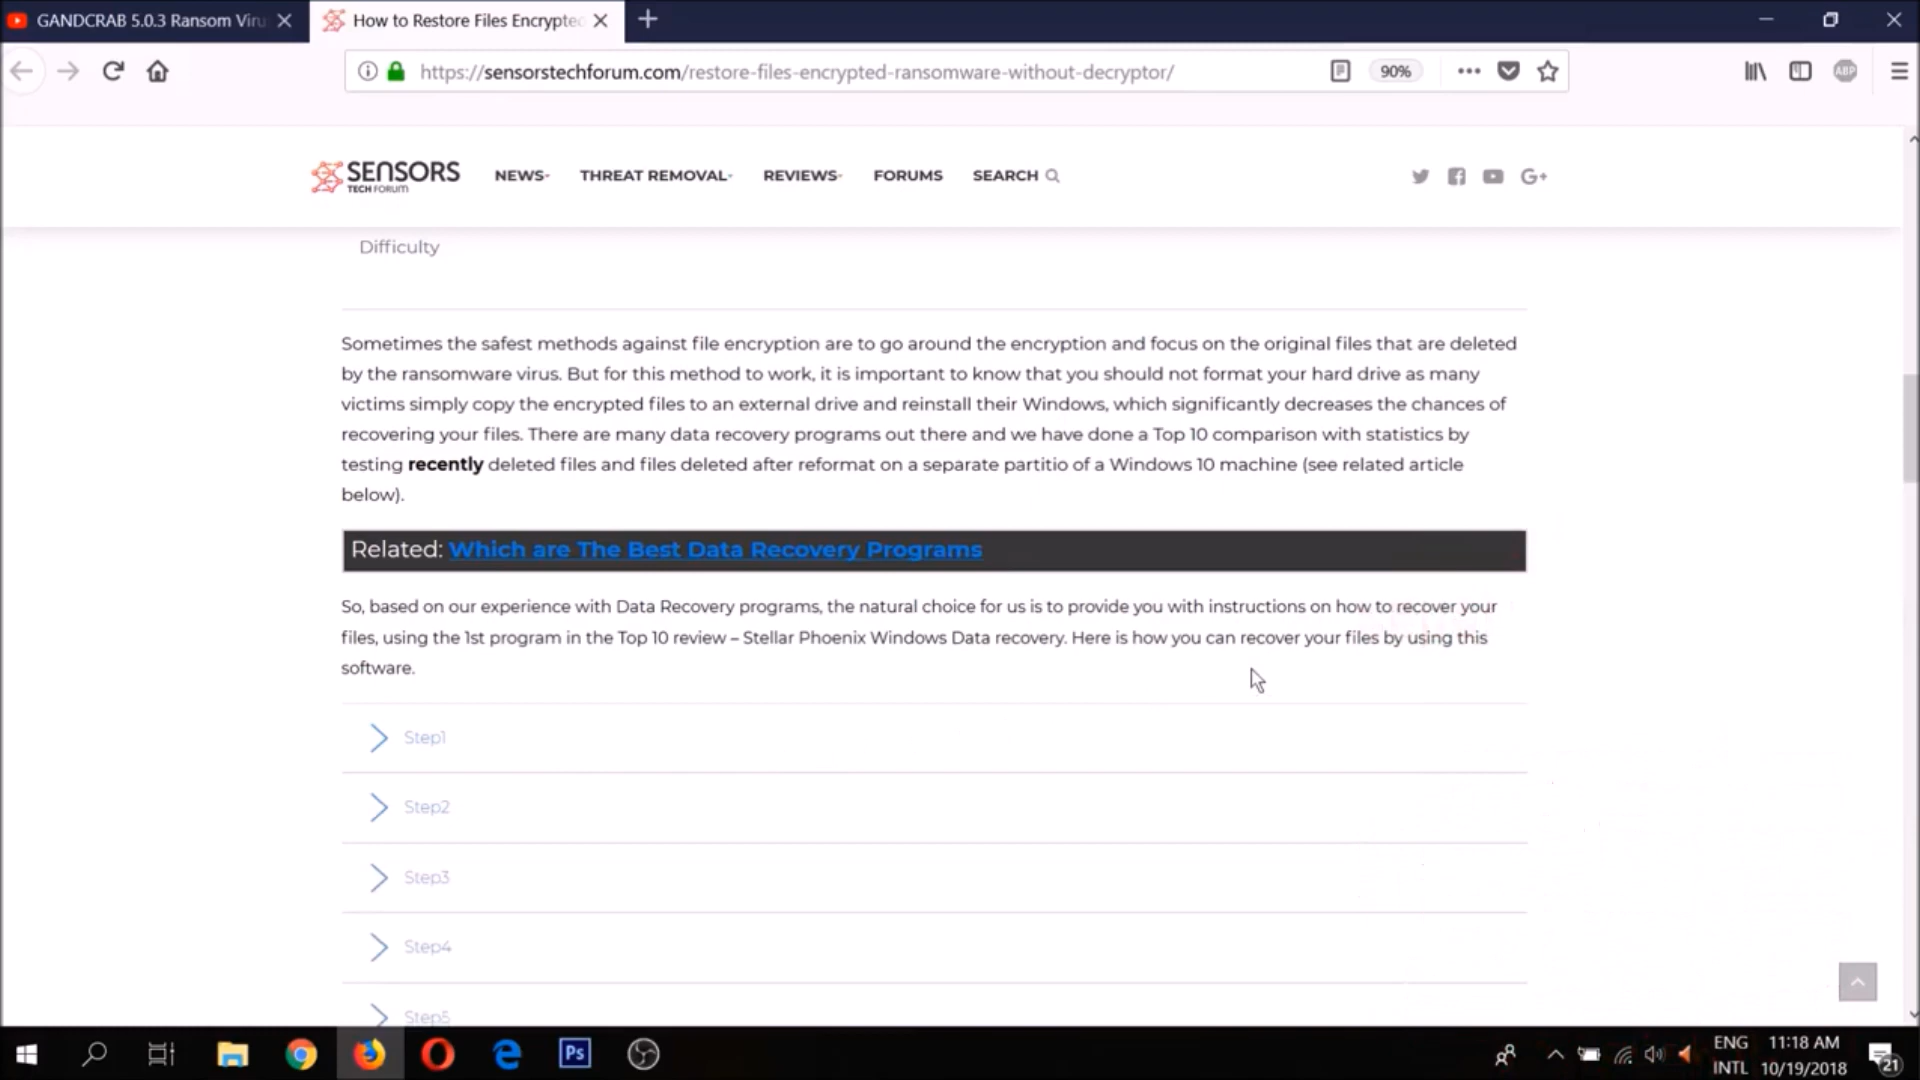 GANDCRAB 5.0.3 Ransom Viru
How to Restore Files Encrypted
https://sensorstechforum.com/restore-files-encrypted-ransomware-without-decryptor/
90%
ABP
SENSORS
TECH FORUM
NEWS
THREAT REMOVAL
REVIEWS
FORUMS
SEARCH
G+
Difficulty
Sometimes the safest methods against file encryption are to go around the encryption and focus on the original files that are deleted
by the ransomware virus. But for this method to work, it is important to know that you should not format your hard drive as many
victims simply copy the encrypted files to an external drive and reinstall their Windows, which significantly decreases the chances of
recovering your files. There are many data recovery programs out there and we have done a Top 10 comparison with statistics by
testing recently deleted files and files deleted after reformat on a separate partitio of a Windows 10 machine (see related article
below).
Related: Which are The Best Data Recovery Programs
So, based on our experience with Data Recovery programs, the natural choice for us is to provide you with instructions on how to recover your
files, using the 1st program in the Top 10 review – Stellar Phoenix Windows Data recovery. Here is how you can recover your files by using this
software.
Step1
Step2
Step3
Step4
Step5
Ps
ENG
INTL
11:18 AM
10/19/2018
21